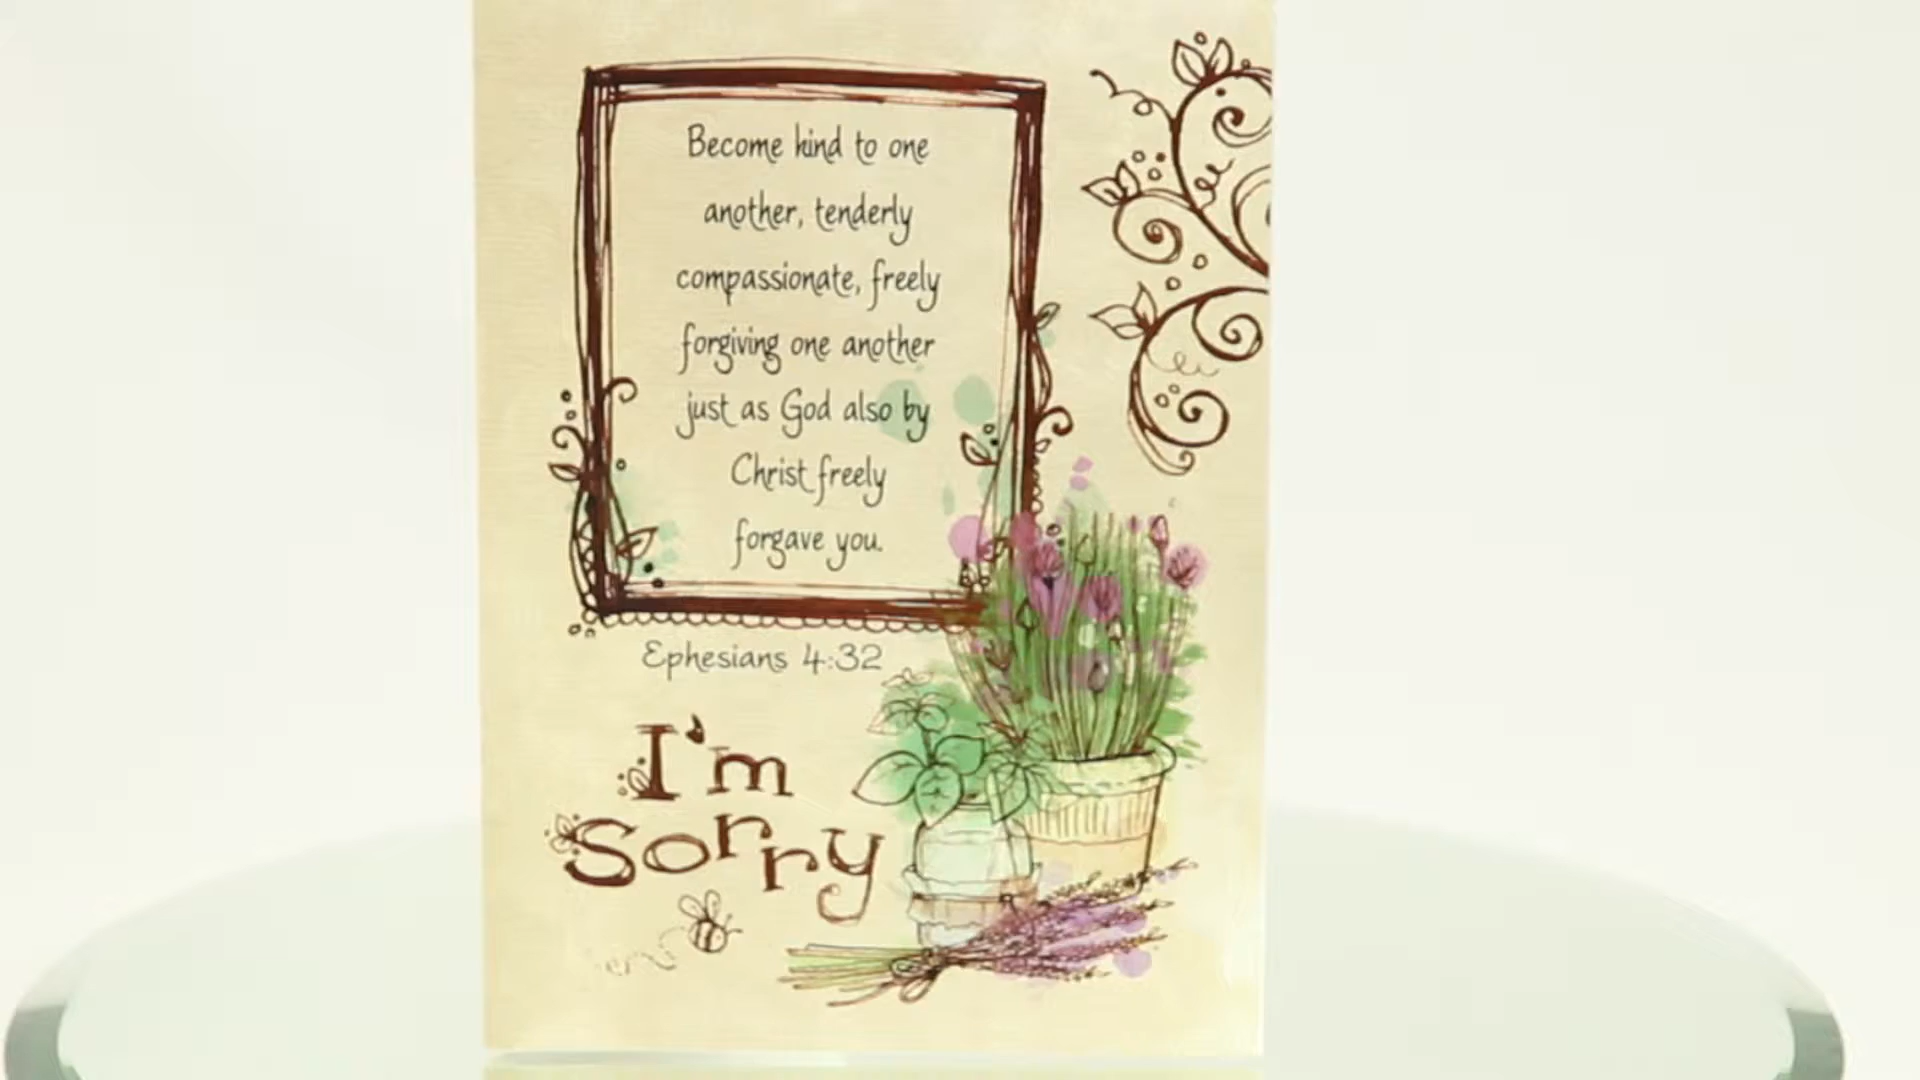 Become kind to one
another, tenderly
compassionate, freely
forgiving one another
just as God also by
Christ freely
forgave you.
Ephesians 4:32
I'm
Sorry